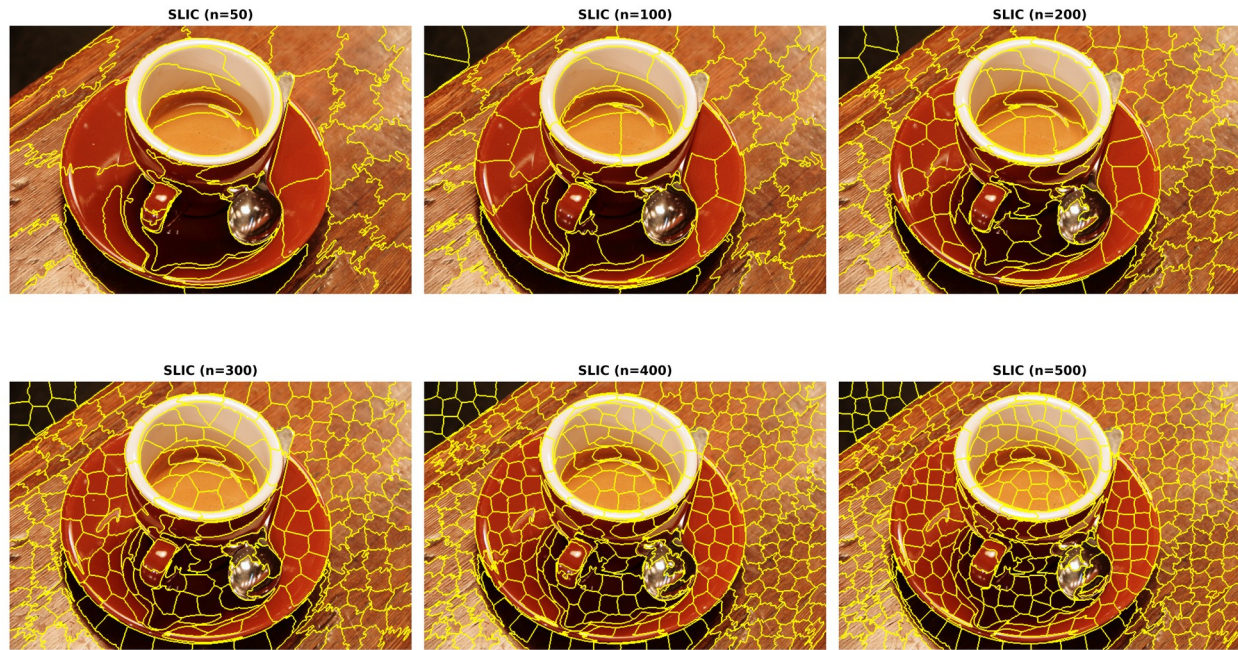 SLIC (n=50)
SLIC (n=100)
SLIC (n=200)
SLIC (n=300)
SLIC (n=400)
SLIC (n=500)